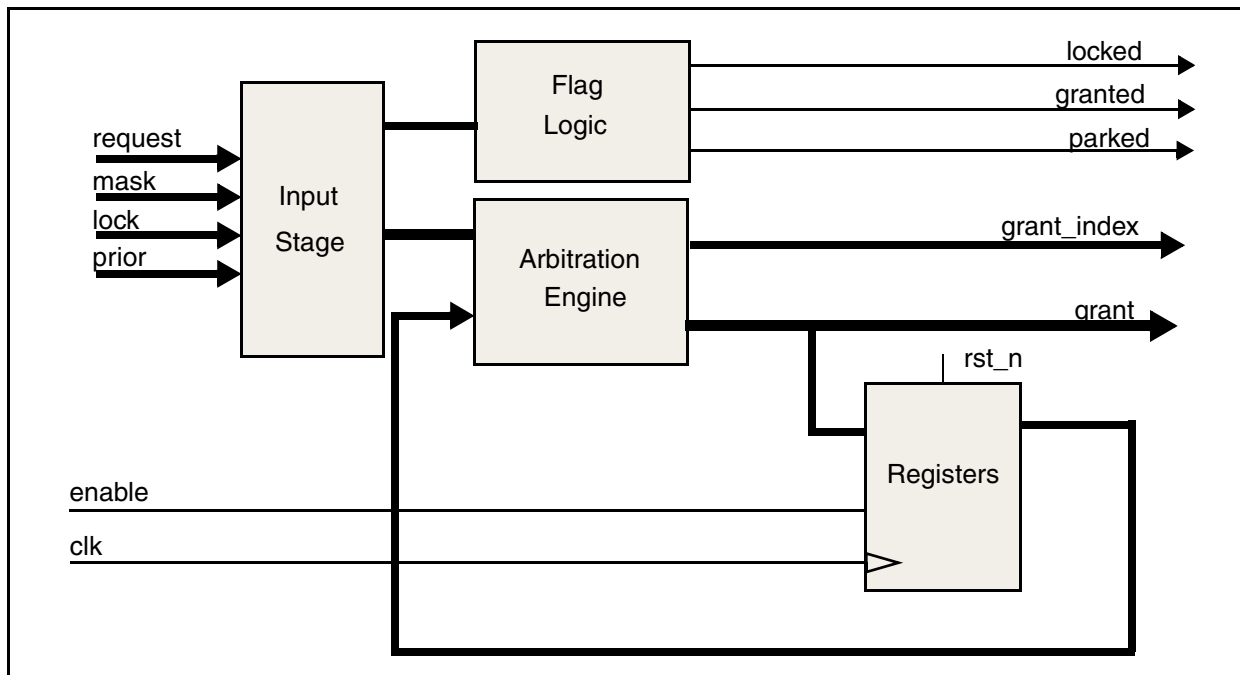 locked
granted
parked
Flag
Logic
request
mask
lock
prior
Input
Stage
grant_index
Arbitration
Engine
grant
rst_n
Registers
enable
clk